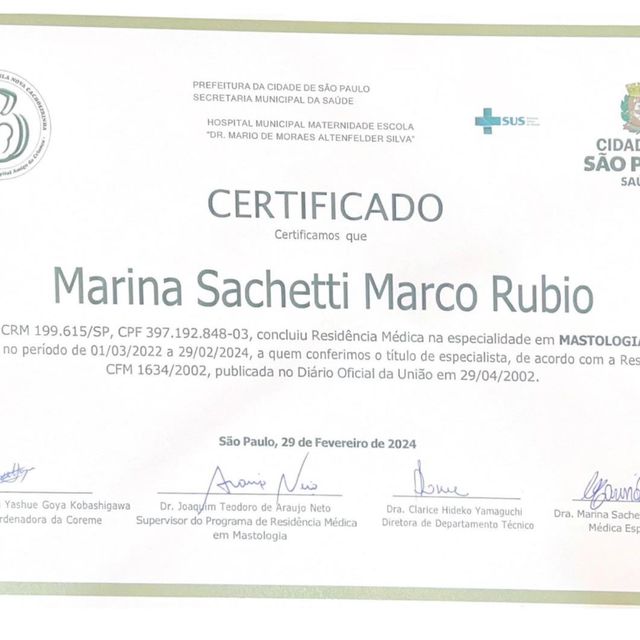 PREFEITURA DA CIDADE DE SÃO PAULO
SECRETARIA MUNICIPAL DA SAÚDE
HOSPITAL MUNICIPAL MATERNIDADE ESCOLA
"DR. MARIO DE MORAES ALTENFELDER SILVA"
SUS
CIDAD
SÃO P
SAÚ
CERTIFICADO
Certificamos que
Marina Sachetti Marco Rubio
CRM 199.615/SP, CPF 397.192.848-03, concluiu Residência Médica na especialidade em MASTOLOGIA
no período de 01/03/2022 a 29/02/2024, a quem conferimos o título de especialista, de acordo com a Res
CFM 1634/2002, publicada no Diário Oficial da União em 29/04/2002.
São Paulo, 29 de Fevereiro de 2024
Yashue Goya Kobashigawa
rdenadora da Coreme
Dr. Joaquim Teodoro de Araujo Neto
Supervisor do Programa de Residência Médica
em Mastologia
Dra. Clarice Hideko Yamaguchi
Diretora de Departamento Técnico
Dra. Marina Sache
Médica Esp